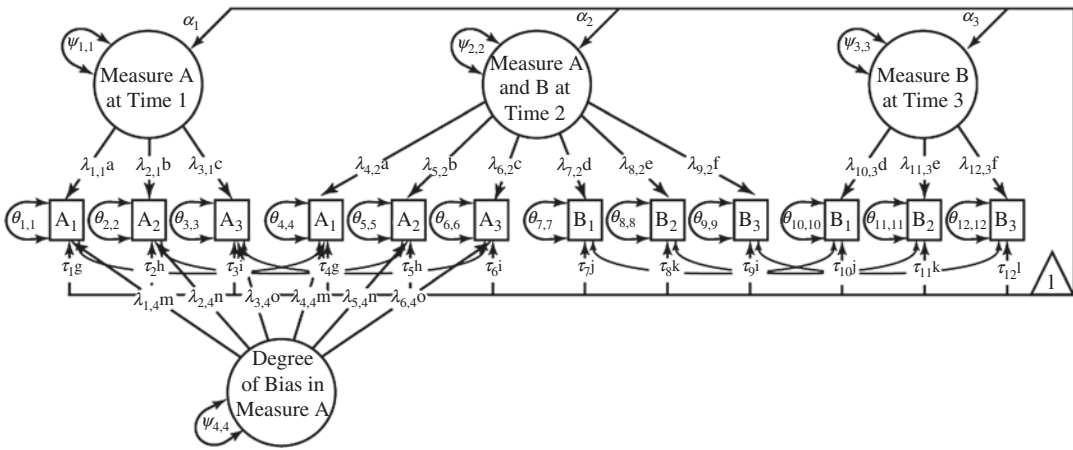 α1 α2 α3
ψ1,1 ψ2,2 ψ3,3
Measure A
at Time 1
Measure A
and B at
Time 2
Measure B
at Time 3
λ1,1a λ2,1b λ3,1c λ4,2a λ5,2b λ6,2c λ7,2d λ8,2e λ9,2f λ10,3d λ11,3e λ12,3f
θ1,1 A1 θ2,2 A2 θ3,3 A3 θ4,4 A1 θ5,5 A2 θ6,6 A3 θ7,7 B1 θ8,8 B2 θ9,9 B3 θ10,10 B1 θ11,11 B2 θ12,12 B3
τ1g τ2h τ3i τ4g τ5h τ6i τ7j τ8k τ9i τ10j τ11k τ12l
1
λ1,4m λ2,4n λ3,4o λ4,4m λ5,4n λ6,4o
Degree
of Bias in
Measure A
ψ4,4